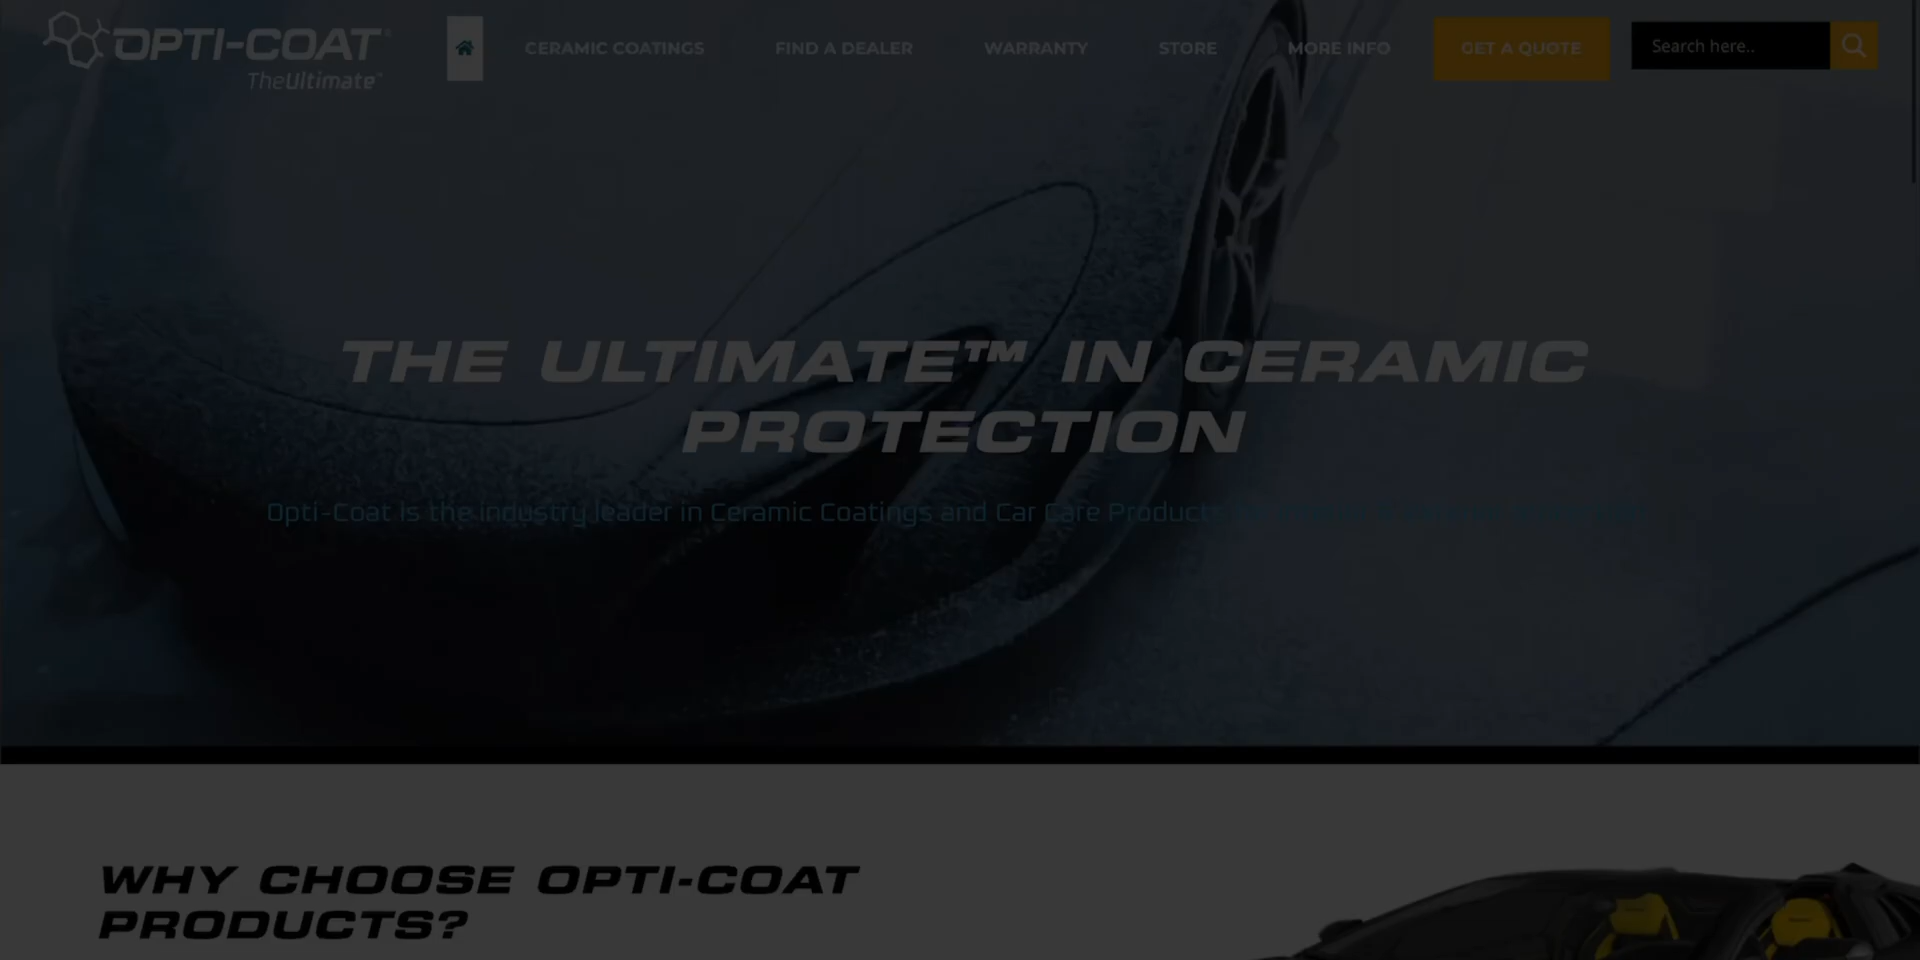 OPTI-COAT
TheUltimate™
CERAMIC COATINGS
FIND A DEALER
WARRANTY
STORE
MORE INFO
GET A QUOTE
Search here..
THE ULTIMATE™ IN CERAMIC
PROTECTION
Opti-Coat is the industry leader in Ceramic Coatings and Car Care Products
WHY CHOOSE OPTI-COAT
PRODUCTS?